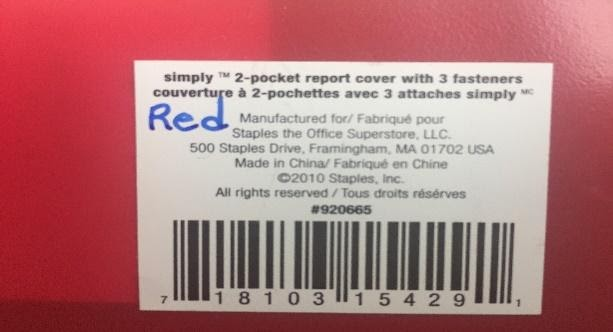 simply ™ 2-pocket report cover with 3 fasteners
couverture à 2-pochettes avec 3 attaches simply MC
Red
Manufactured for/ Fabriqué pour
Staples the Office Superstore, LLC.
500 Staples Drive, Framingham, MA 01702 USA
Made in China/ Fabriqué en Chine
©2010 Staples, Inc.
All rights reserved / Tous droits résérves
#920665
7 18103 15429 1